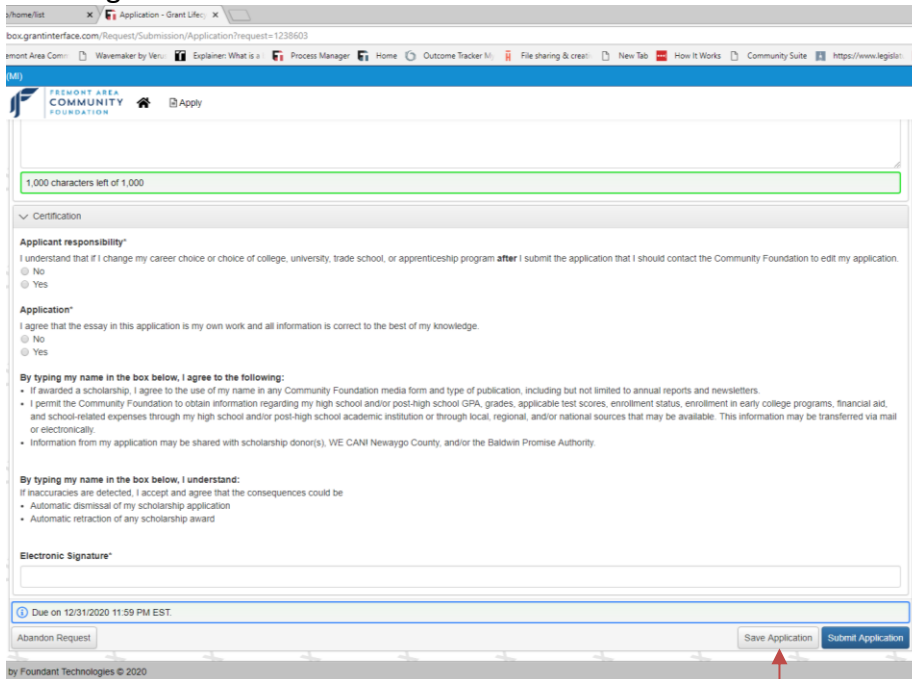 o/home/list × Application - Grant Lifec ×
box.grantinterface.com/Request/Submission/Application?request=1238603
emont Area Comm Wavemaker by Venu Explainer: What is a Process Manager Home Outcome Tracker M File sharing & creati New Tab How It Works Community Suite https://www.legislat
(MI)
FREMONT AREA
COMMUNITY
FOUNDATION
Apply
1,000 characters left of 1,000
Certification
Applicant responsibility*
I understand that if I change my career choice or choice of college, university, trade school, or apprenticeship program after I submit the application that I should contact the Community Foundation to edit my application.
No
Yes
Application*
I agree that the essay in this application is my own work and all information is correct to the best of my knowledge.
No
Yes
By typing my name in the box below, I agree to the following:
• If awarded a scholarship, I agree to the use of my name in any Community Foundation media form and type of publication, including but not limited to annual reports and newsletters.
• I permit the Community Foundation to obtain information regarding my high school and/or post-high school GPA, grades, applicable test scores, enrollment status, enrollment in early college programs, financial aid,
and school-related expenses through my high school and/or post-high school academic institution or through local, regional, and/or national sources that may be available. This information may be transferred via mail
or electronically.
• Information from my application may be shared with scholarship donor(s), WE CAN! Newaygo County, and/or the Baldwin Promise Authority.
By typing my name in the box below, I understand:
If inaccuracies are detected, I accept and agree that the consequences could be
• Automatic dismissal of my scholarship application
• Automatic retraction of any scholarship award
Electronic Signature*
Due on 12/31/2020 11:59 PM EST.
Abandon Request Save Application Submit Application
by Foundant Technologies © 2020